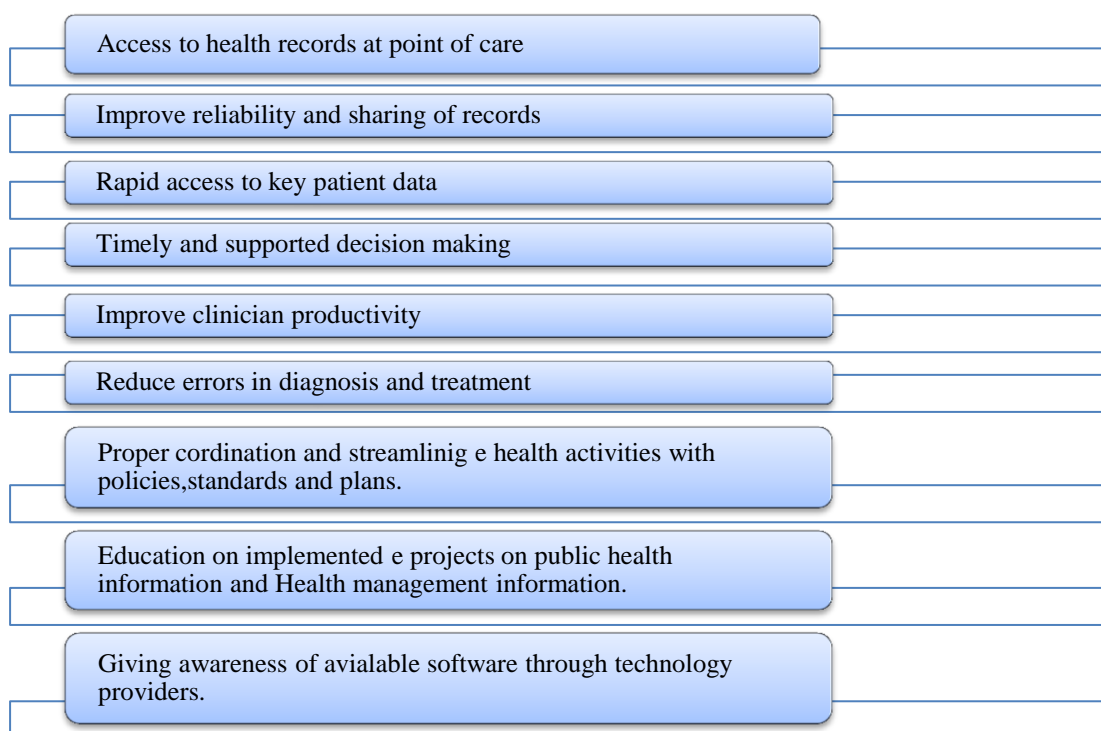 Access to health records at point of care
Improve reliability and sharing of records
Rapid access to key patient data
Timely and supported decision making
Improve clinician productivity
Reduce errors in diagnosis and treatment
Proper cordination and streamlinig e health activities with
policies,standards and plans.
Education on implemented e projects on public health
information and Health management information.
Giving awareness of avialable software through technology
providers.